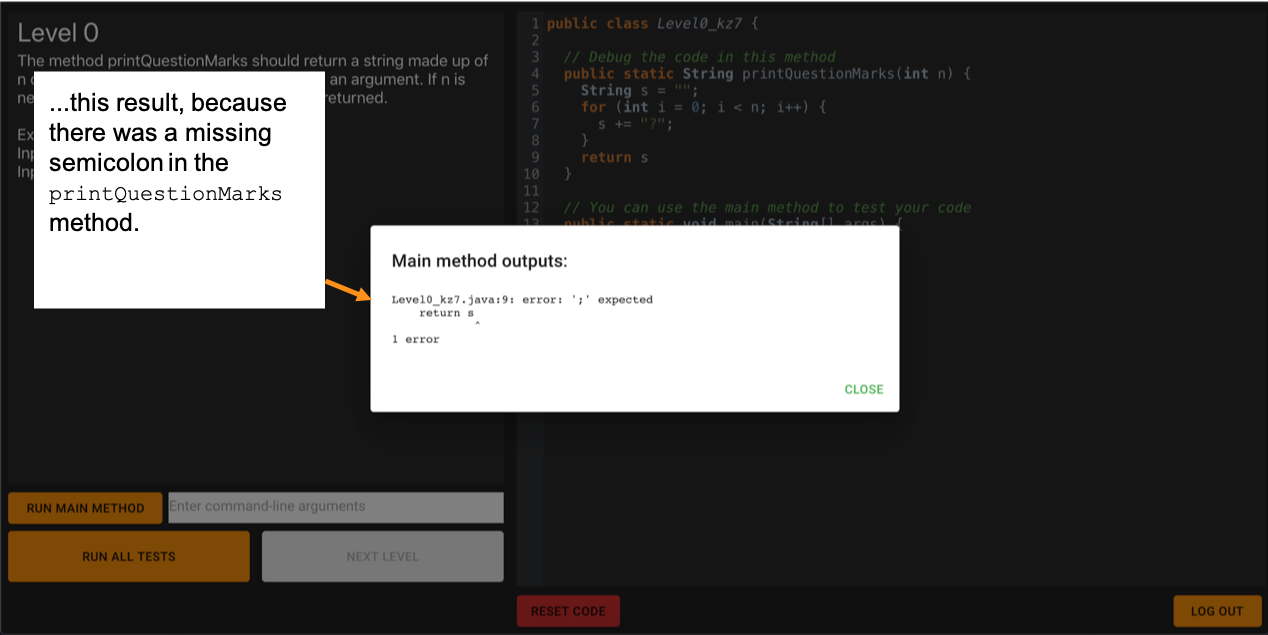 Level 0
The method printQuestionMarks should return a string made up of
n
an argument. If n is
ne
returned.
Ex
Inp
Inp
...this result, because
there was a missing
semicolon in the
printQuestionMarks
method.
1 public class Level0_kz7 {
2
3 // Debug the code in this method
4 public static String printQuestionMarks(int n) {
5 String s = "";
6 for (int i = 0; i < n; i++) {
7 s += "?";
8 }
9 return s
10 }
11
12 // You can use the main method to test your code
13 public static void main(String[] args) {
Main method outputs:
Level0_kz7.java:9: error: ';' expected
return s
^
1 error
CLOSE
RUN MAIN METHOD
Enter command-line arguments
RUN ALL TESTS
NEXT LEVEL
RESET CODE
LOG OUT